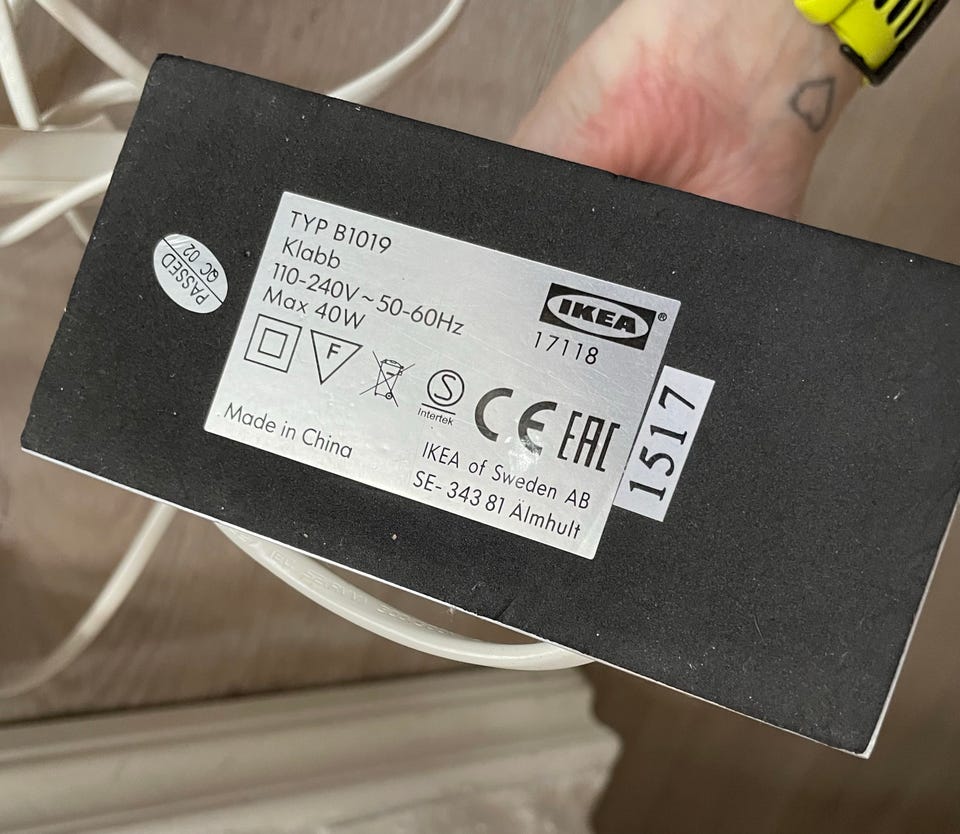 TYP B1019
Klabb
110-240V ~ 50-60Hz
Max 40W
IKEA®
17118
F
S
Intertek
CE
EAC
Made in China
IKEA of Sweden AB
SE- 343 81 Älmhult
1517
PASSED
QC 02